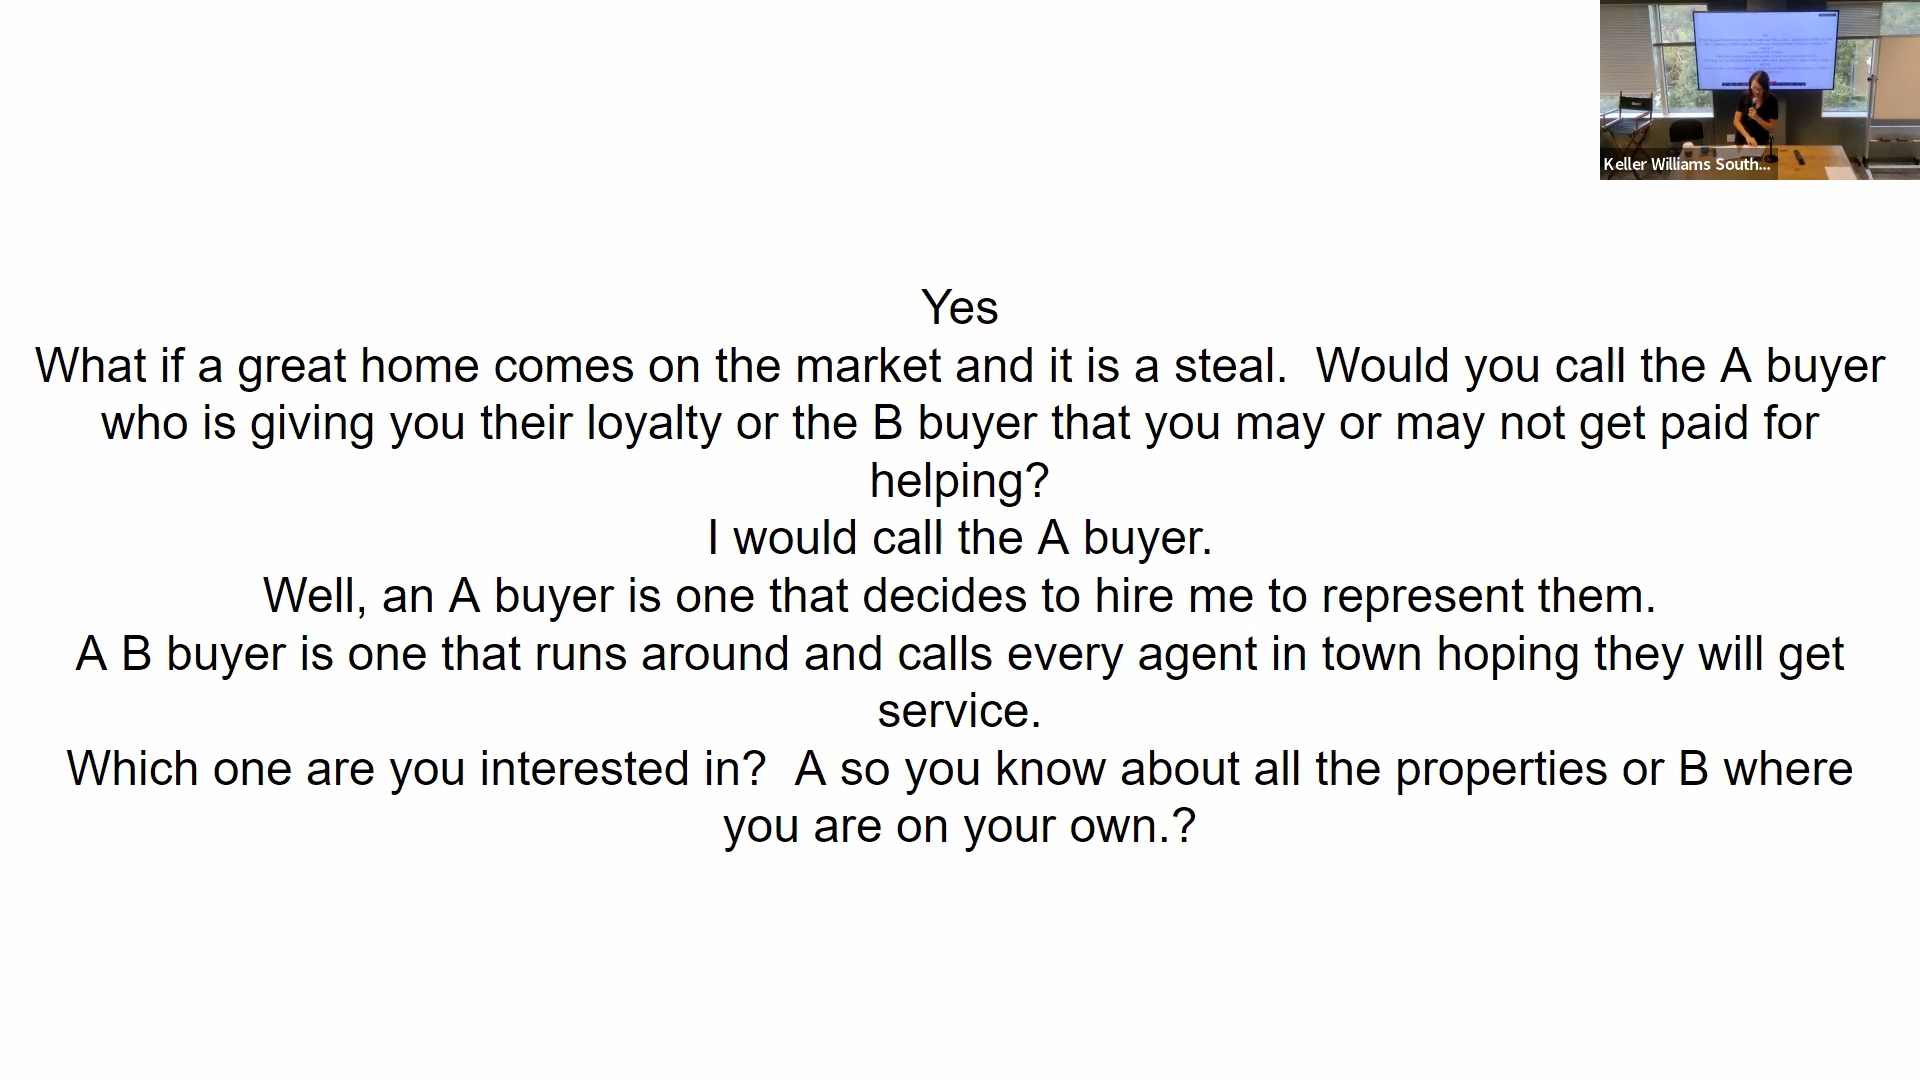 Yes
What if a great home comes on the market and it is a steal.  Would you call the A buyer
who is giving you their loyalty or the B buyer that you may or may not get paid for
helping?
I would call the A buyer.
Well, an A buyer is one that decides to hire me to represent them.
A B buyer is one that runs around and calls every agent in town hoping they will get
service.
Which one are you interested in?  A so you know about all the properties or B where
you are on your own.?
Keller Williams South...